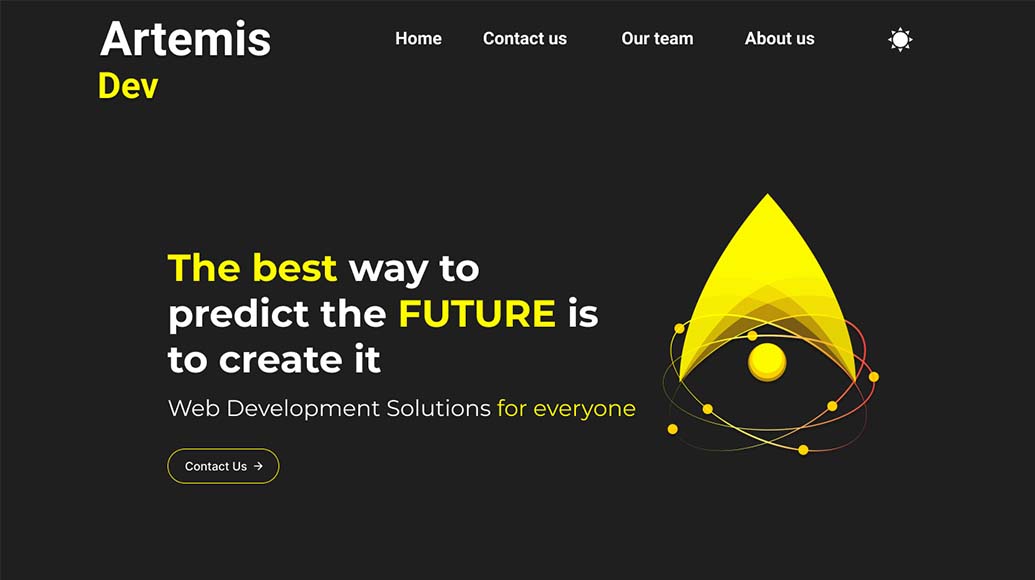 Artemis
Dev
Home Contact us Our team About us
The best way to
predict the FUTURE is
to create it
Web Development Solutions for everyone
Contact Us →